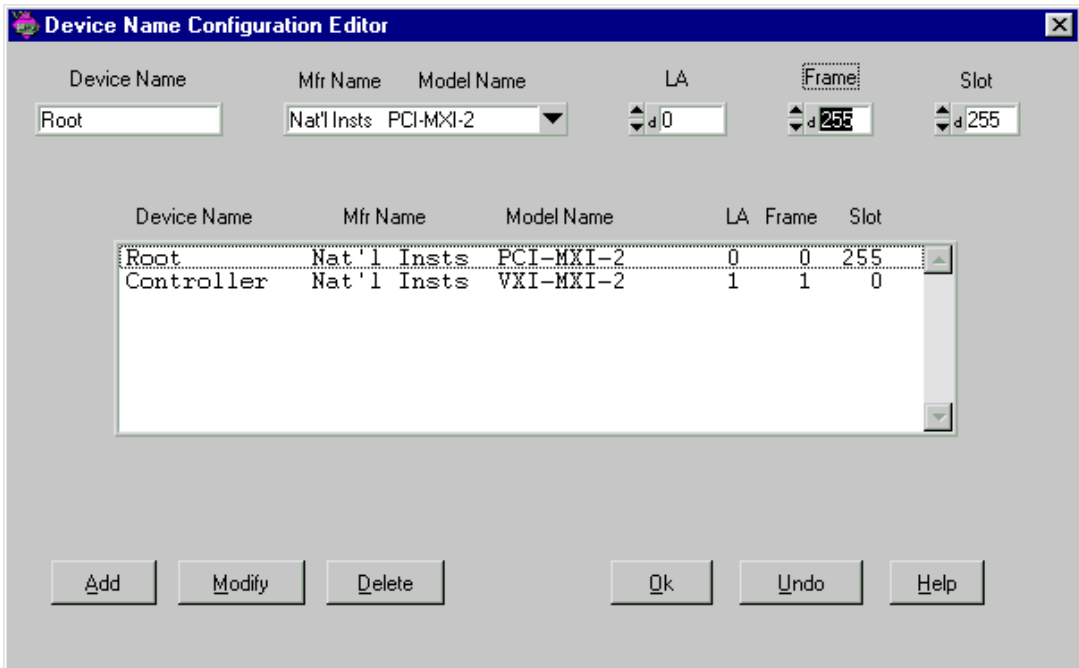 Device Name Configuration Editor
Device Name Mfr Name Model Name LA Frame Slot
Root Nat'l Insts PCI-MXI-2 d 0 d 255 d 255
Device Name Mfr Name Model Name LA Frame Slot
Root Nat'l Insts PCI-MXI-2 0 0 255
Controller Nat'l Insts VXI-MXI-2 1 1 0
Add Modify Delete Ok Undo Help